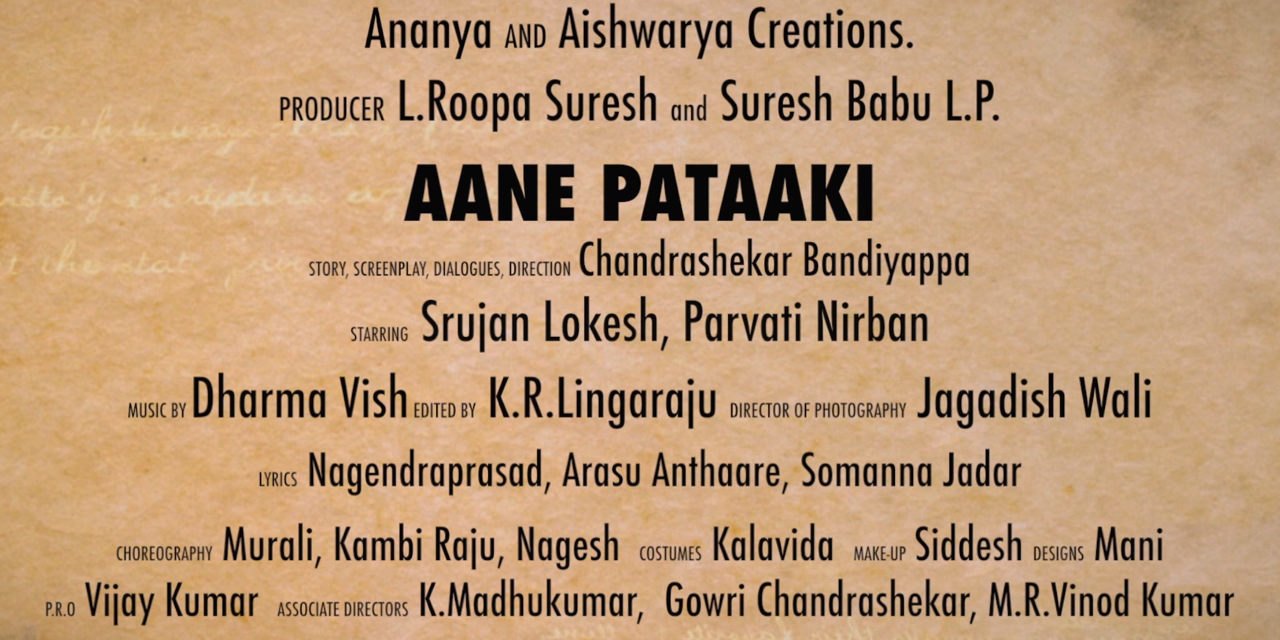 Ananya AND Aishwarya Creations.
PRODUCER L.Roopa Suresh and Suresh Babu L.P.
AANE PATAAKI
STORY, SCREENPLAY, DIALOGUES, DIRECTION Chandrashekar Bandiyappa
STARRING Srujan Lokesh, Parvati Nirban
MUSIC BY Dharma Vish EDITED BY K.R.Lingaraju DIRECTOR OF PHOTOGRAPHY Jagadish Wali
LYRICS Nagendraprasad, Arasu Anthaare, Somanna Jadar
CHOREOGRAPHY Murali, Kambi Raju, Nagesh COSTUMES Kalavida MAKE-UP Siddesh DESIGNS Mani
P.R.O Vijay Kumar ASSOCIATE DIRECTORS K.Madhukumar, Gowri Chandrashekar, M.R.Vinod Kumar